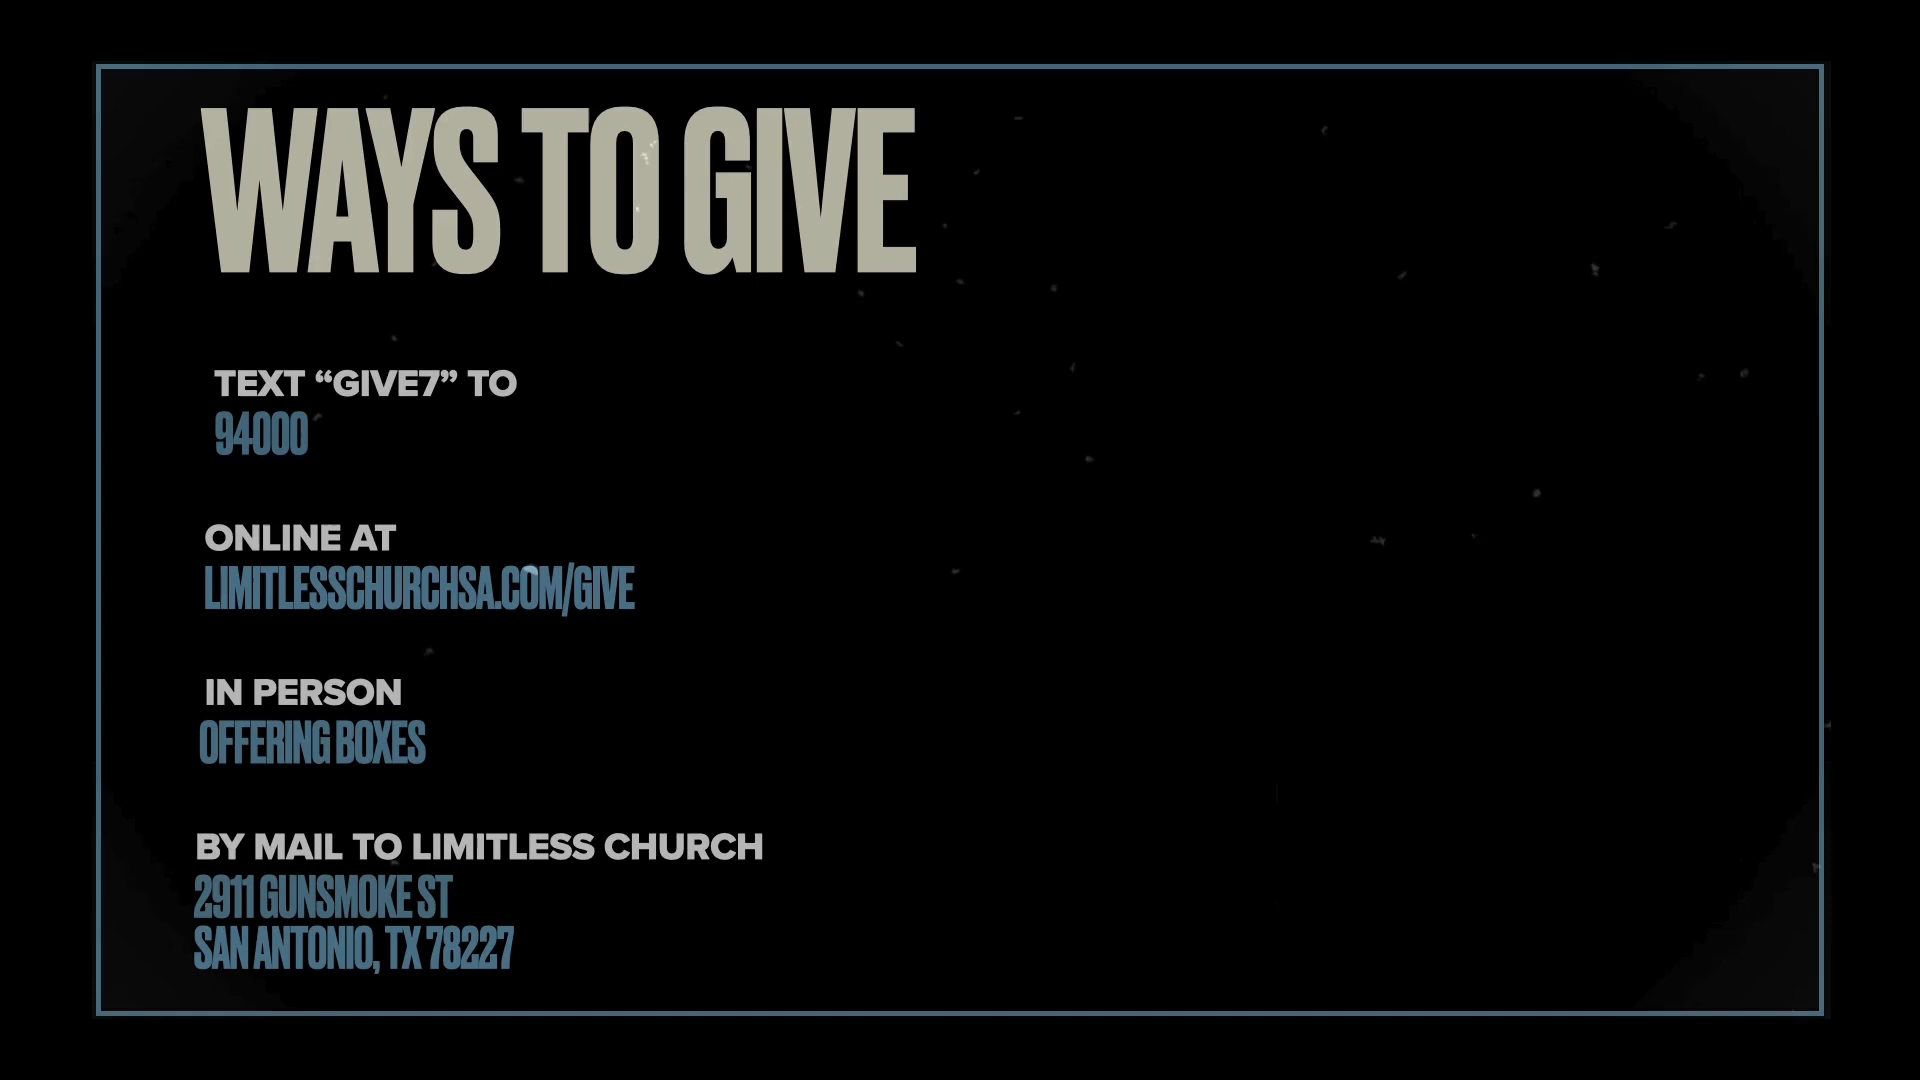 WAYS TO GIVE
TEXT “GIVE7” TO
94000
ONLINE AT
LIMITLESSCHURCHSA.COM/GIVE
IN PERSON
OFFERING BOXES
BY MAIL TO LIMITLESS CHURCH
2911 GUNSMOKE ST
SAN ANTONIO, TX 78227